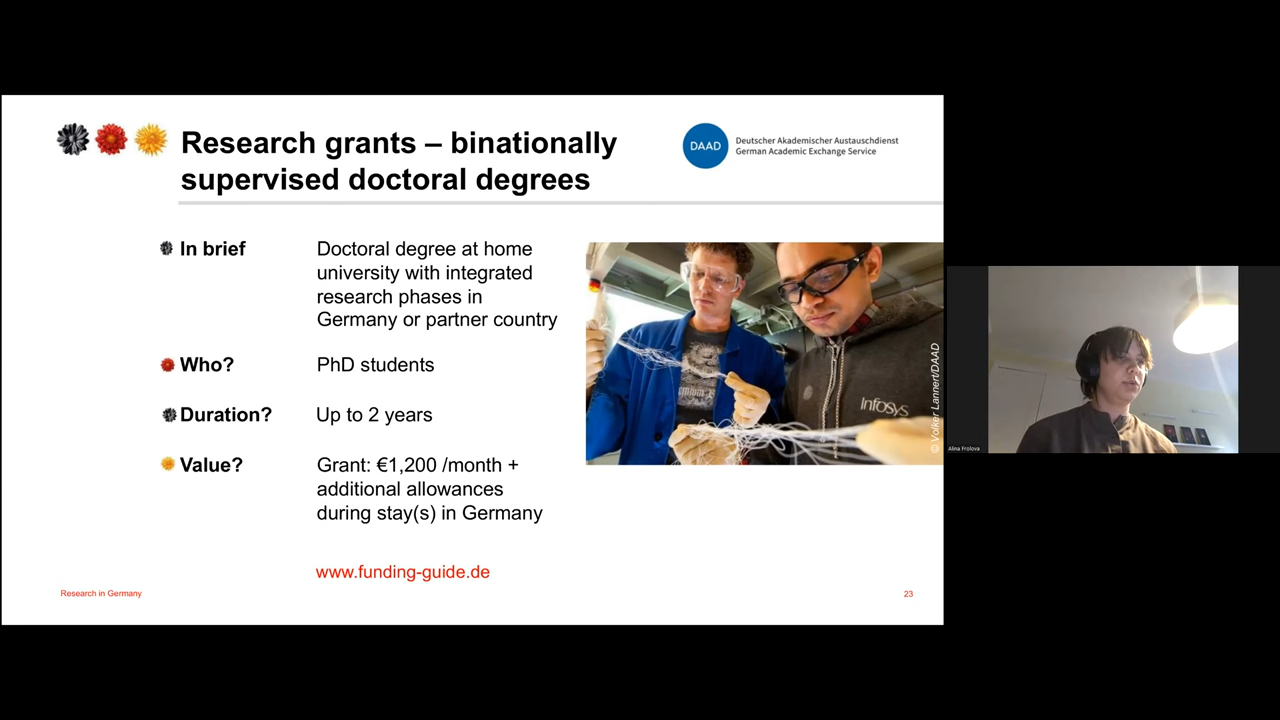 Research grants – binationally
supervised doctoral degrees
DAAD
Deutscher Akademischer Austauschdienst
German Academic Exchange Service
In brief
Doctoral degree at home
university with integrated
research phases in
Germany or partner country
Who?
PhD students
Duration?
Up to 2 years
Value?
Grant: €1,200 /month +
additional allowances
during stay(s) in Germany
www.funding-guide.de
Infosys
© Volker Lannert/DAAD
Research in Germany
23
Alina Frolova